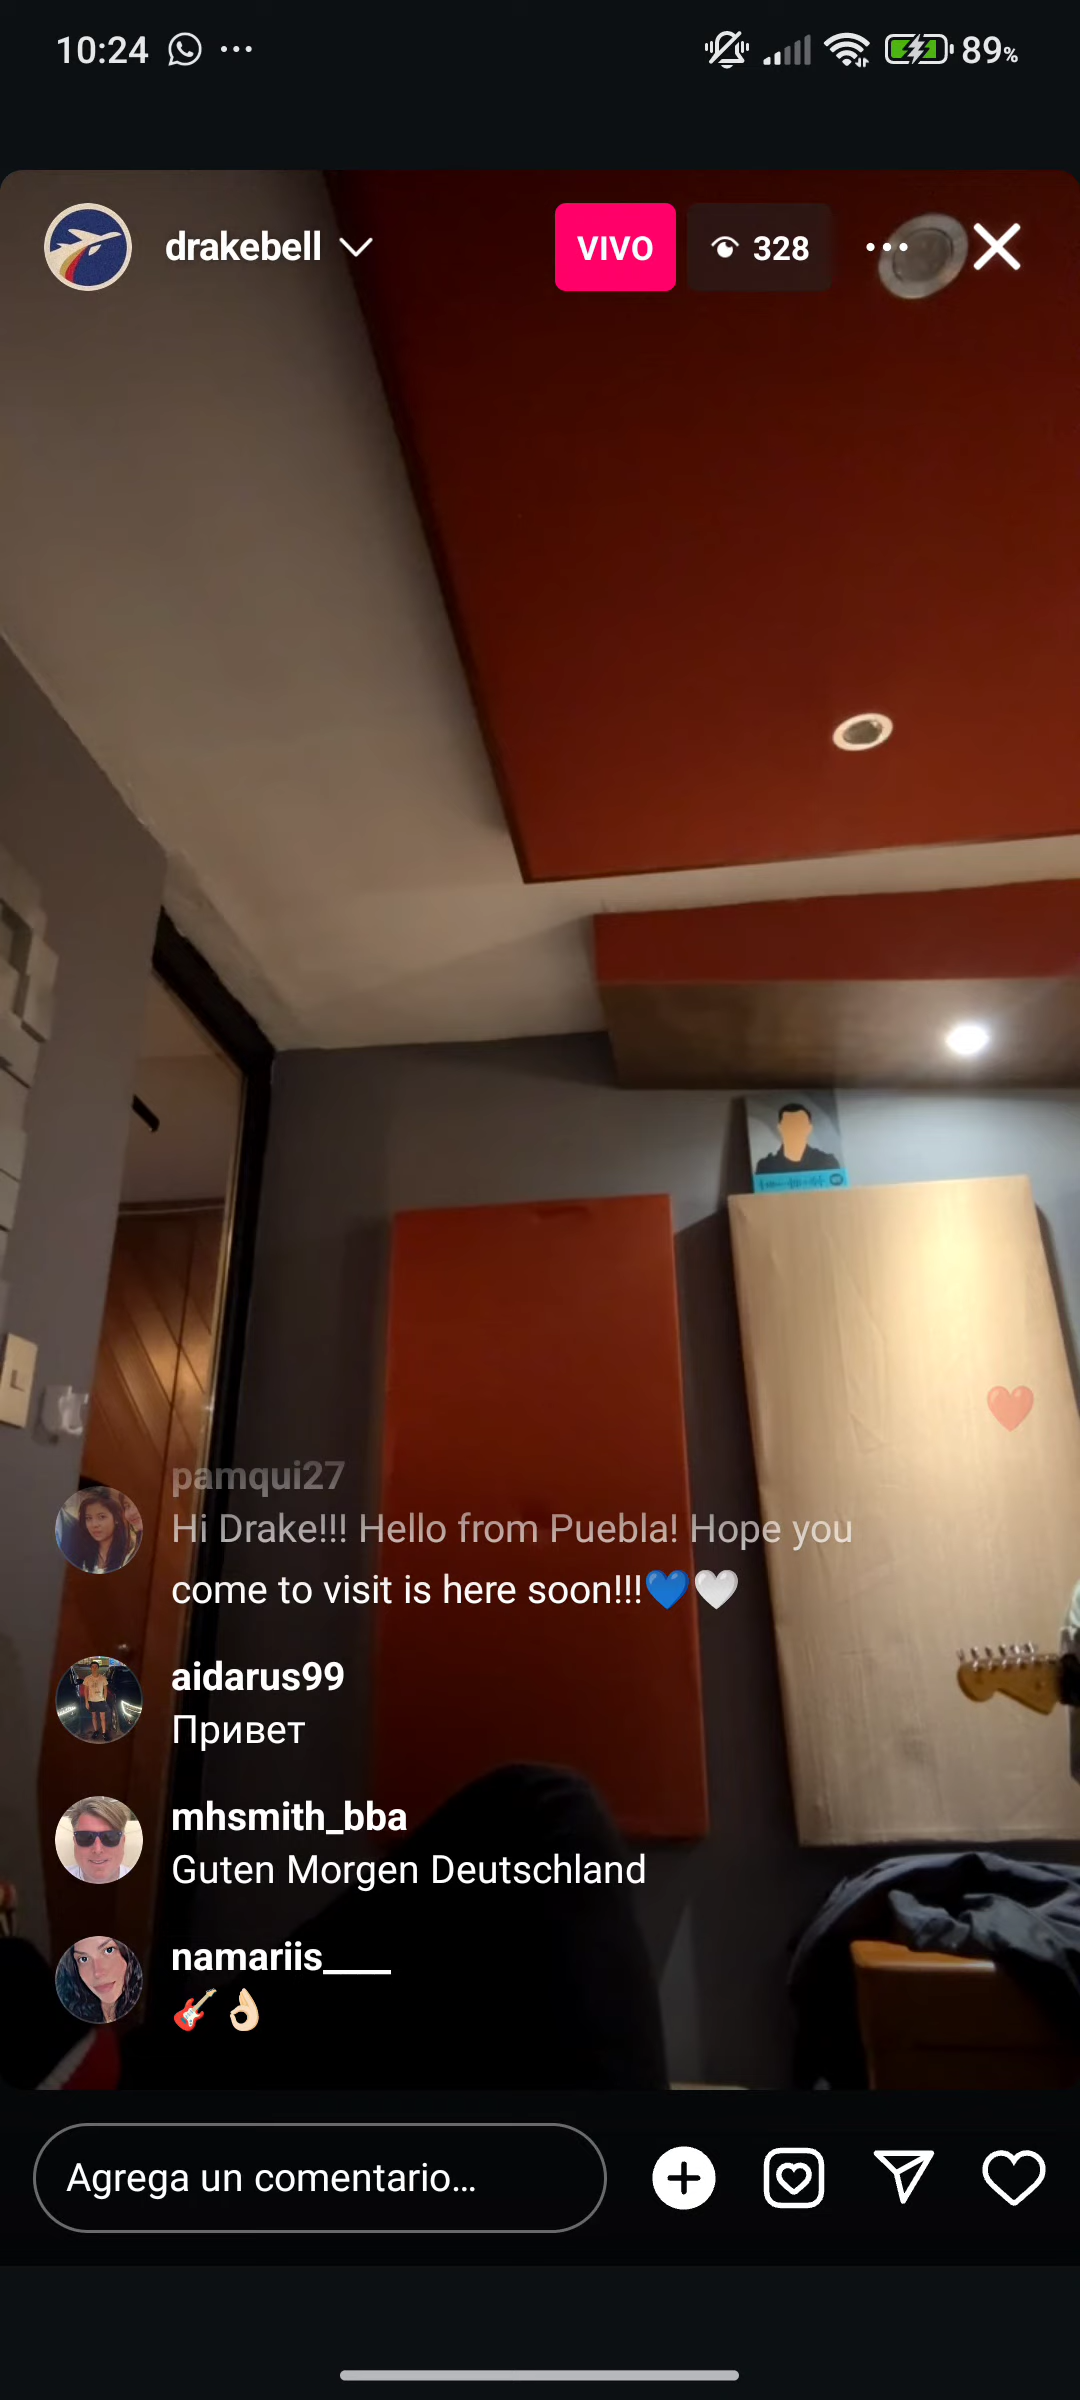 10:24
89%
drakebell
VIVO
328
pamqui27
Hi Drake!!! Hello from Puebla! Hope you
come to visit is here soon!!!💙🤍
aidarus99
Привет
mhsmith_bba
Guten Morgen Deutschland
namariis____
🎸👌🏻
Agrega un comentario...